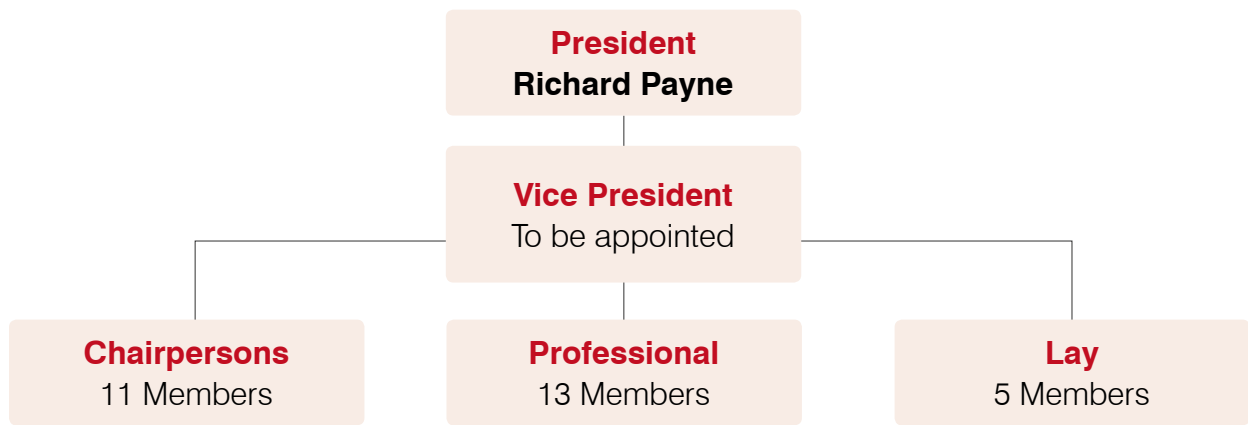 President
Richard Payne
Vice President
To be appointed
Chairpersons
11 Members
Professional
13 Members
Lay
5 Members